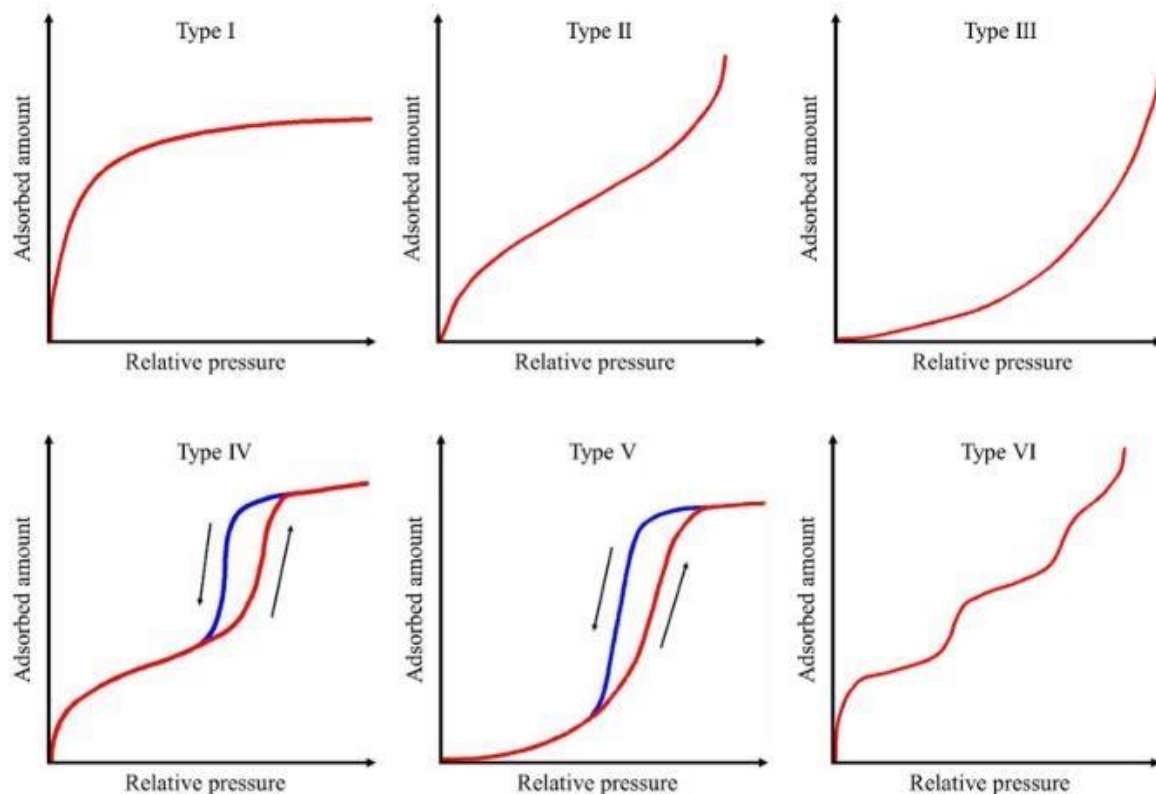 Type I
Adsorbed amount
Relative pressure
Type II
Adsorbed amount
Relative pressure
Type III
Adsorbed amount
Relative pressure
Type IV
Adsorbed amount
Relative pressure
Type V
Adsorbed amount
Relative pressure
Type VI
Adsorbed amount
Relative pressure